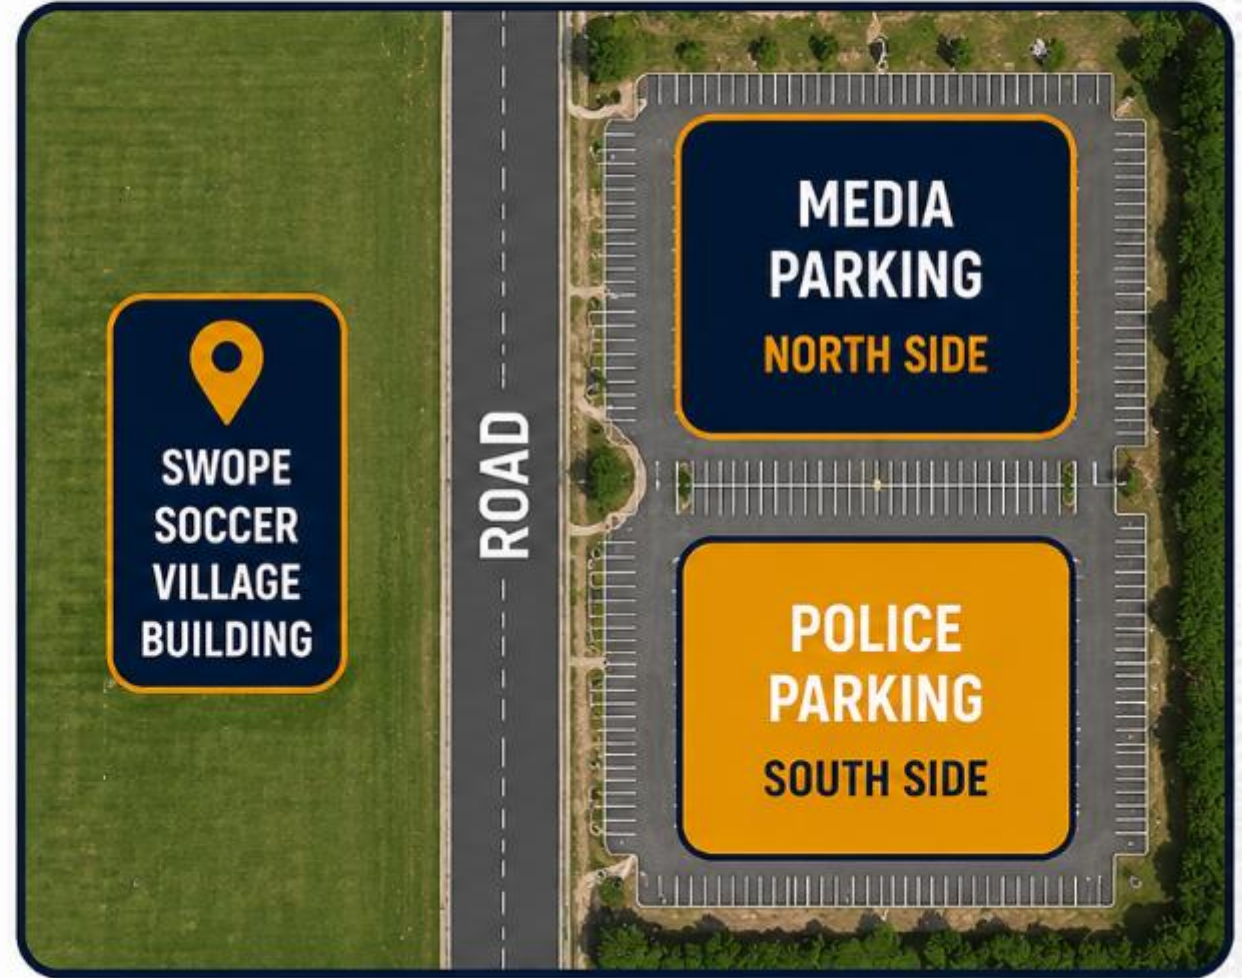 MEDIA
PARKING
NORTH SIDE
SWOPE
SOCCER
VILLAGE
BUILDING
ROAD
POLICE
PARKING
SOUTH SIDE